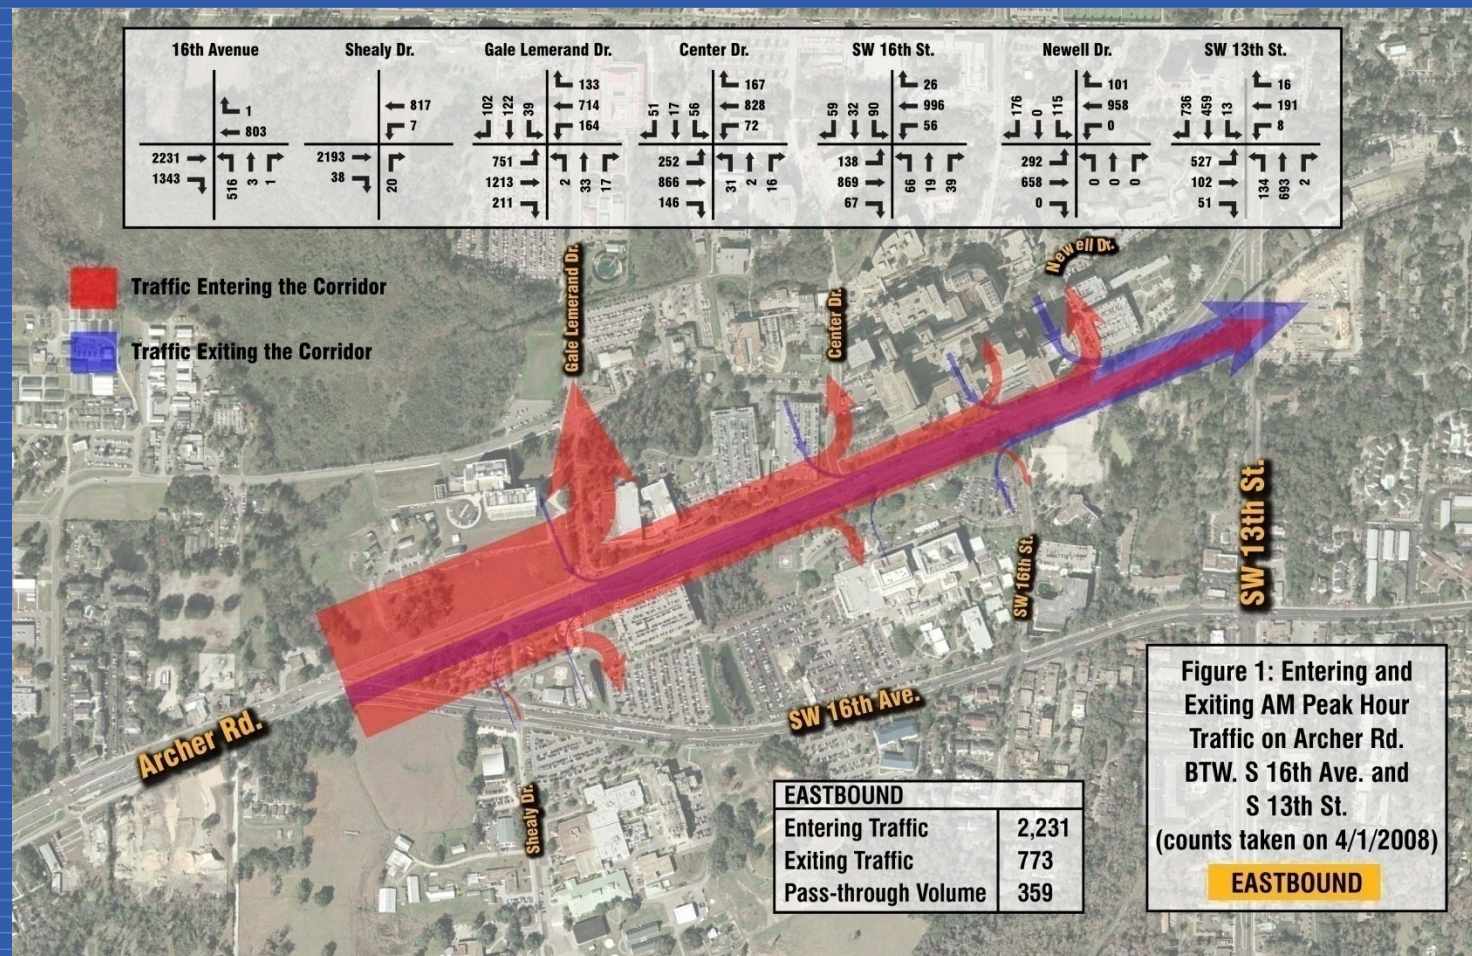 16th Avenue
1
803
2231
1343
516
3
1
Shealy Dr.
817
7
2193
38
20
Gale Lemerand Dr.
102
122
39
133
714
164
751
1213
211
2
33
17
Center Dr.
51
17
56
167
828
72
252
866
146
31
2
16
SW 16th St.
59
32
90
26
996
56
138
869
67
66
19
39
Newell Dr.
176
0
115
101
958
0
292
658
0
0
0
0
SW 13th St.
736
459
13
16
191
8
527
102
51
134
693
2
Traffic Entering the Corridor
Traffic Exiting the Corridor
Gale Lemerand Dr.
Center Dr.
Newell Dr.
SW 13th St.
SW 16th St.
SW 16th Ave.
Archer Rd.
Shealy Dr.
EASTBOUND
Entering Traffic 2,231
Exiting Traffic 773
Pass-through Volume 359
Figure 1: Entering and
Exiting AM Peak Hour
Traffic on Archer Rd.
BTW. S 16th Ave. and
S 13th St.
(counts taken on 4/1/2008)
EASTBOUND